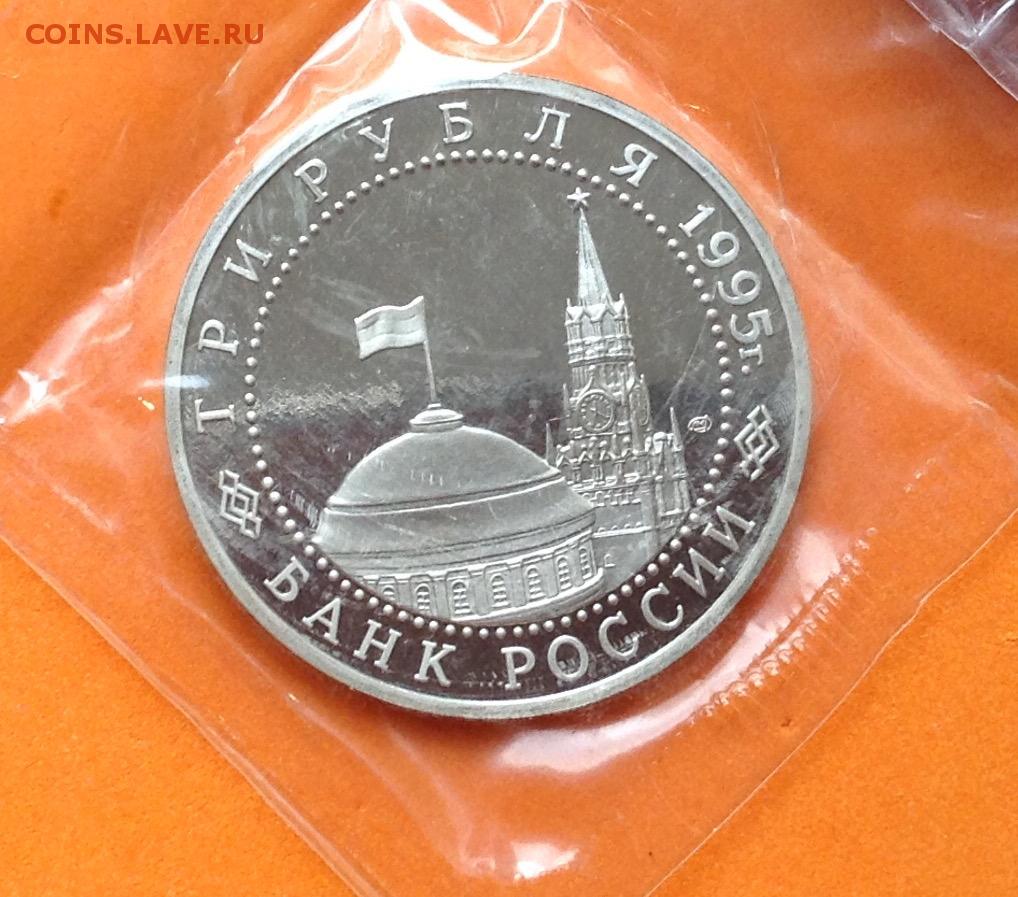 COINS.LAVE.RU
ТРИ РУБЛЯ 1995г.
БАНК РОССИИ